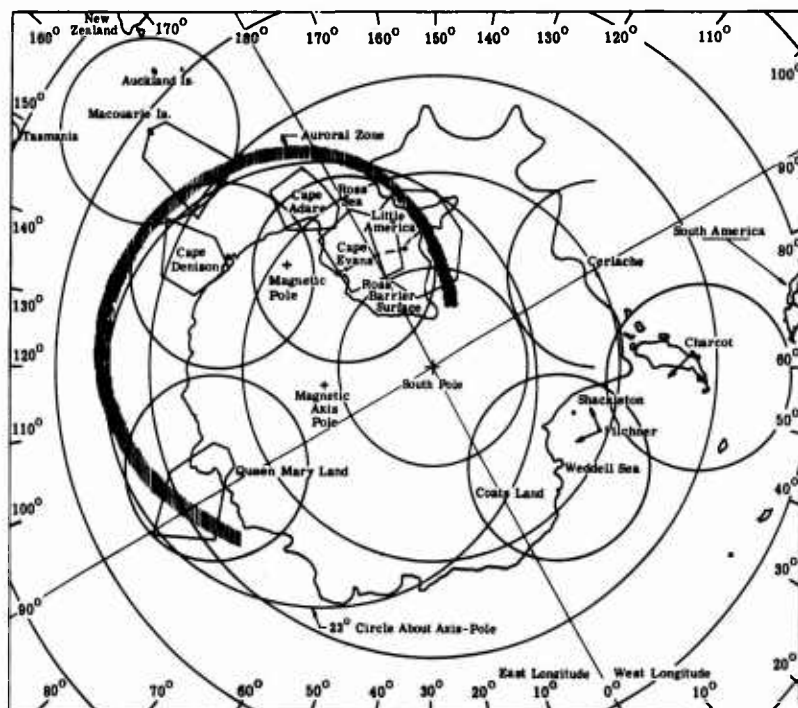 New
Zealand
160°
170°
180°
170°
160°
150°
140°
130°
120°
110°
100°
Auckland Is.
Macouarie Is.
150°
Tasmania
Auroral Zone
90°
Cape
Adare
Ross
Sea
Little
America
140°
South America
Cape
Denison
Cape
Evans
Gerlache
80°
Magnetic
Pole
Ross
Barrier
Surface
130°
70°
Charcot
120°
60°
South Pole
Magnetic
Axis
Pole
Shackleton
110°
50°
Filchner
Queen Mary Land
Weddell Sea
Coats Land
40°
100°
30°
90°
23° Circle About Axis-Pole
East Longitude
West Longitude
20°
80°
70°
60°
50°
40°
30°
20°
10°
0°
10°